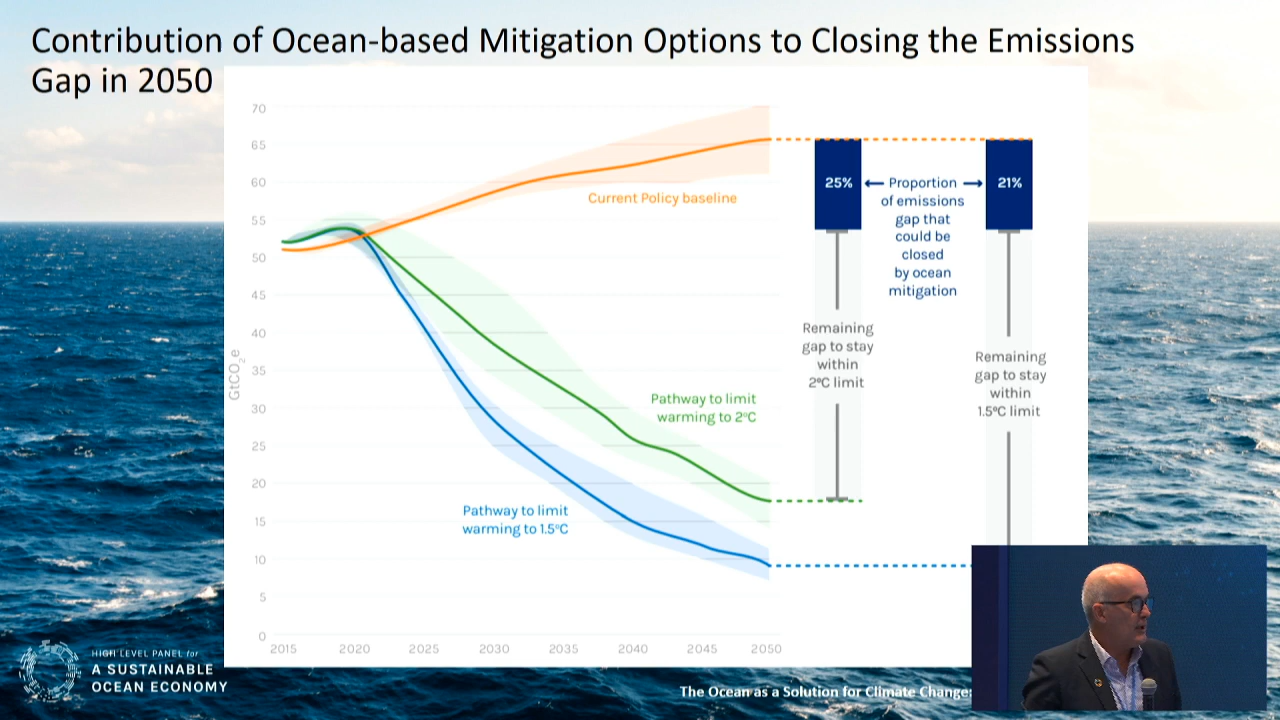 Contribution of Ocean-based Mitigation Options to Closing the Emissions
Gap in 2050
70
65
60
55
50
45
40
35
30
25
20
15
10
5
0
GtCO2e
2015
2020
2025
2030
2035
2040
2045
2050
Current Policy baseline
Pathway to limit
warming to 2°C
Pathway to limit
warming to 1.5°C
25%
Proportion
of emissions
gap that
could be
closed
by ocean
mitigation
21%
Remaining
gap to stay
within
2°C limit
Remaining
gap to stay
within
1.5°C limit
HIGH LEVEL PANEL for
A SUSTAINABLE
OCEAN ECONOMY
The Ocean as a Solution for Climate Change: